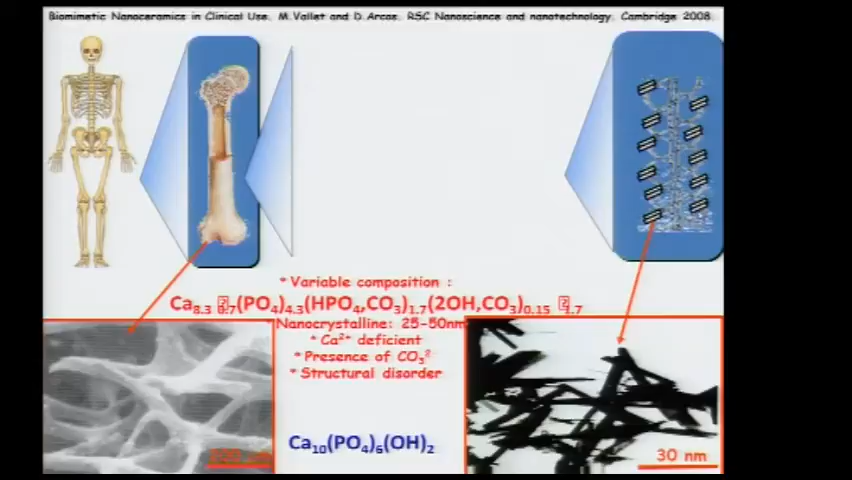 Biomimetic Nanoceramics in Clinical Use. M.Vallet and D.Arcos. RSC Nanoscience and nanotechnology. Cambridge 2008
* Variable composition :
Ca8.3 0.7(PO4)4.3(HPO4,CO3)1.7(2OH,CO3)0.15 1.7
* Nanocrystalline: 25-50nm
* Ca2+ deficient
* Presence of CO32
* Structural disorder
Ca10(PO4)6(OH)2
30 nm